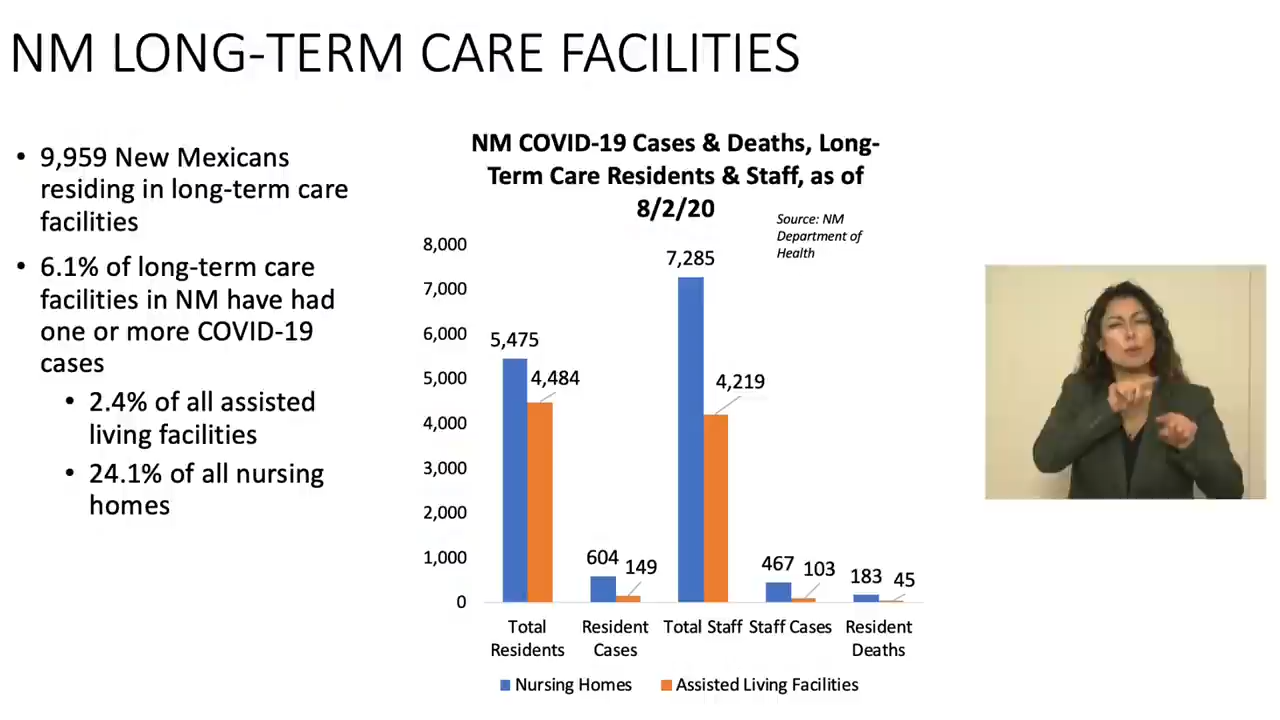 NM LONG-TERM CARE FACILITIES
• 9,959 New Mexicans
residing in long-term care
facilities
• 6.1% of long-term care
facilities in NM have had
one or more COVID-19
cases
• 2.4% of all assisted
living facilities
• 24.1% of all nursing
homes
NM COVID-19 Cases & Deaths, Long-
Term Care Residents & Staff, as of
8/2/20
Source: NM
Department of
Health
8,000
7,000
6,000
5,000
4,000
3,000
2,000
1,000
0
5,475
4,484
604
149
7,285
4,219
467
103
183
45
Total
Residents
Resident
Cases
Total Staff
Staff Cases
Resident
Deaths
Nursing Homes
Assisted Living Facilities